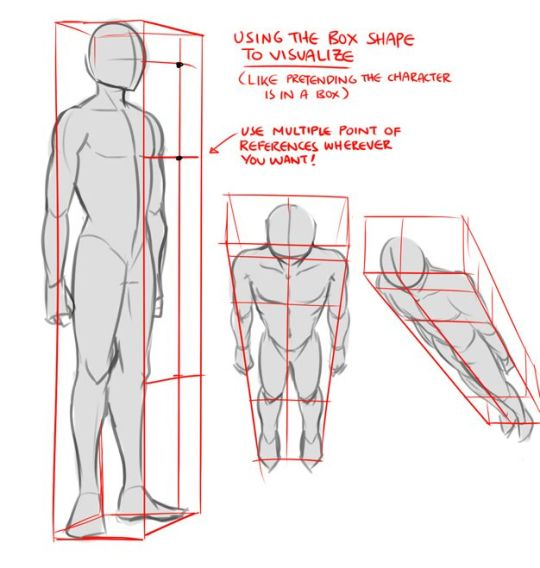 USING THE BOX SHAPE
TO VISUALIZE
(LIKE PRETENDING THE CHARACTER
IS IN A BOX)
USE MULTIPLE POINT OF
REFERENCES WHEREVER
YOU WANT!